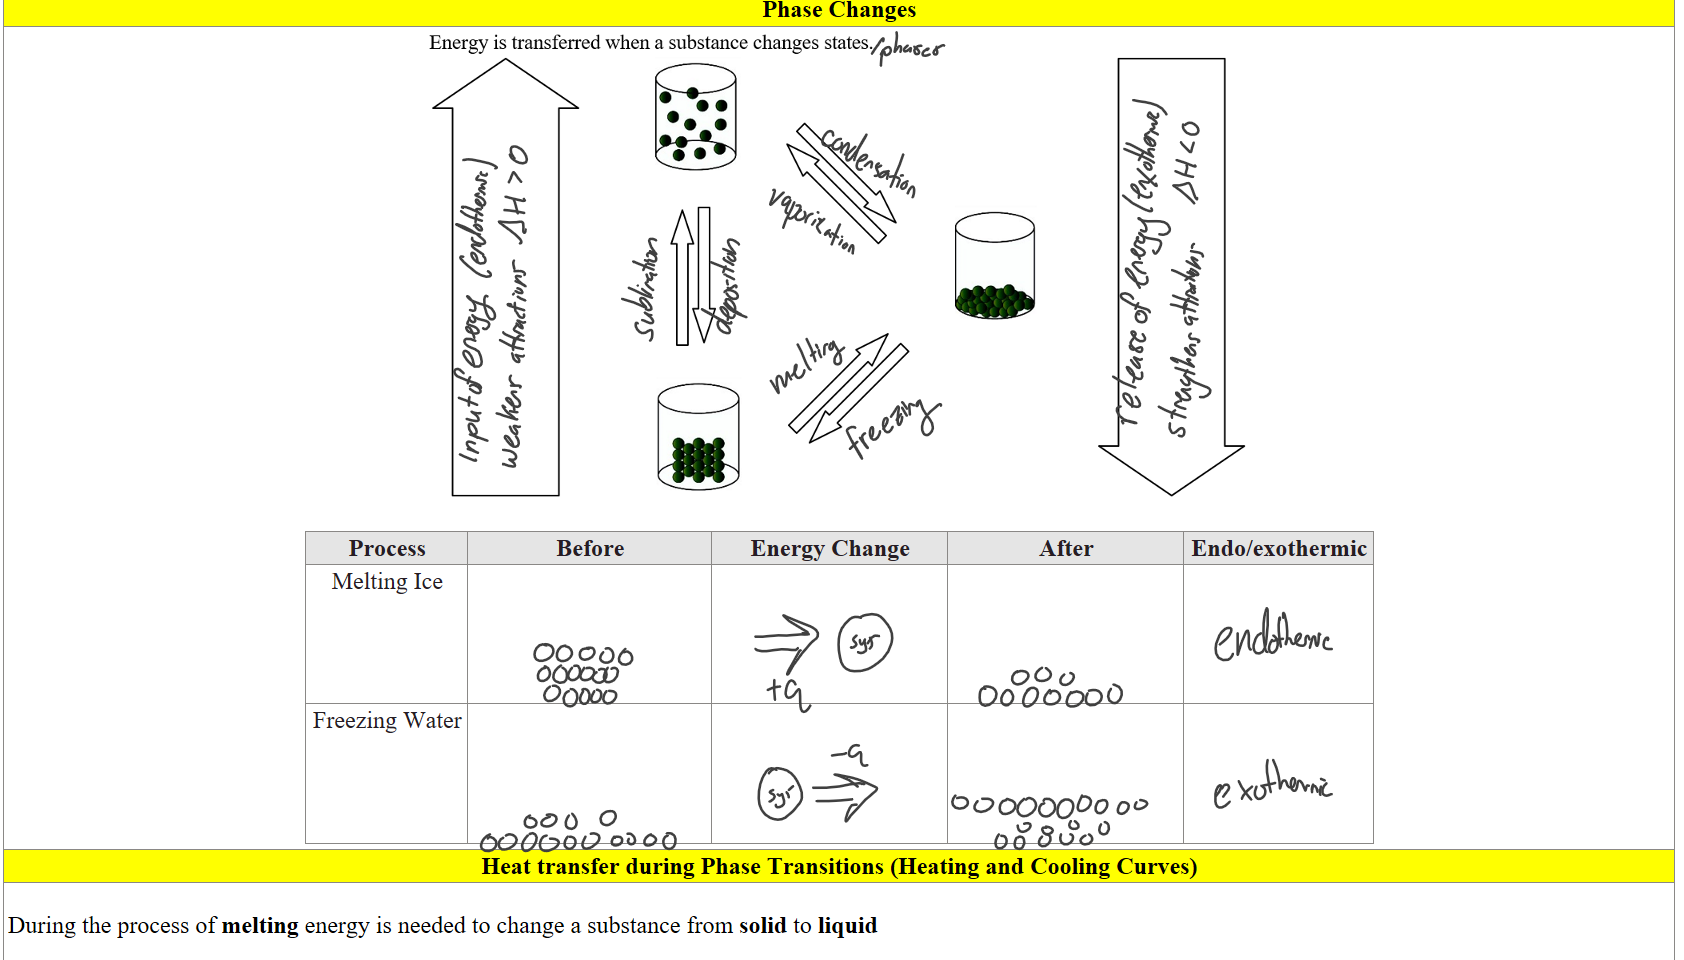 Phase Changes
Energy is transferred when a substance changes states./phases
Input of energy (endothermic)
weakens attractions ΔH > 0
condensation
vaporization
sublimation
deposition
melting
freezing
release of energy (exothermic)
strengthens attractions ΔH < 0
Process Before Energy Change After Endo/exothermic
Melting Ice
sys
+q
endothermic
Freezing Water
-q
sys
exothermic
Heat transfer during Phase Transitions (Heating and Cooling Curves)
During the process of melting energy is needed to change a substance from solid to liquid